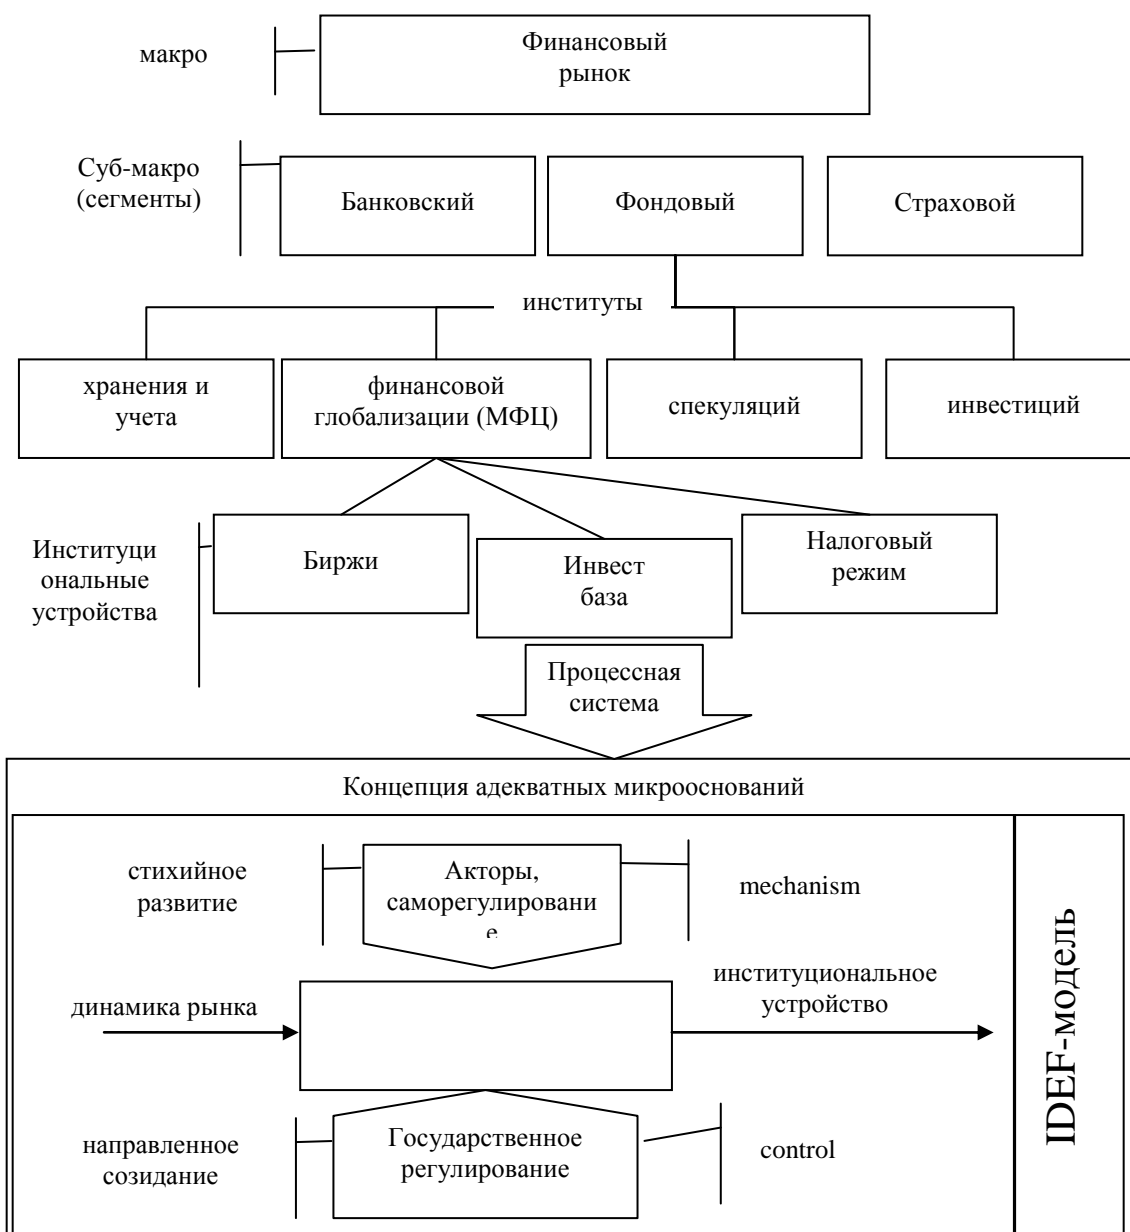 макро
Финансовый
рынок
Суб-макро
(сегменты)
Банковский
Фондовый
Страховой
институты
хранения и
учета
финансовой
глобализации (МФЦ)
спекуляций
инвестиций
Институци
ональные
устройства
Биржи
Инвест
база
Налоговый
режим
Процессная
система
Концепция адекватных микрооснований
стихийное
развитие
Акторы,
саморегулировани
е
mechanism
динамика рынка
институциональное
устройство
направленное
созидание
Государственное
регулирование
control
IDEF-модель